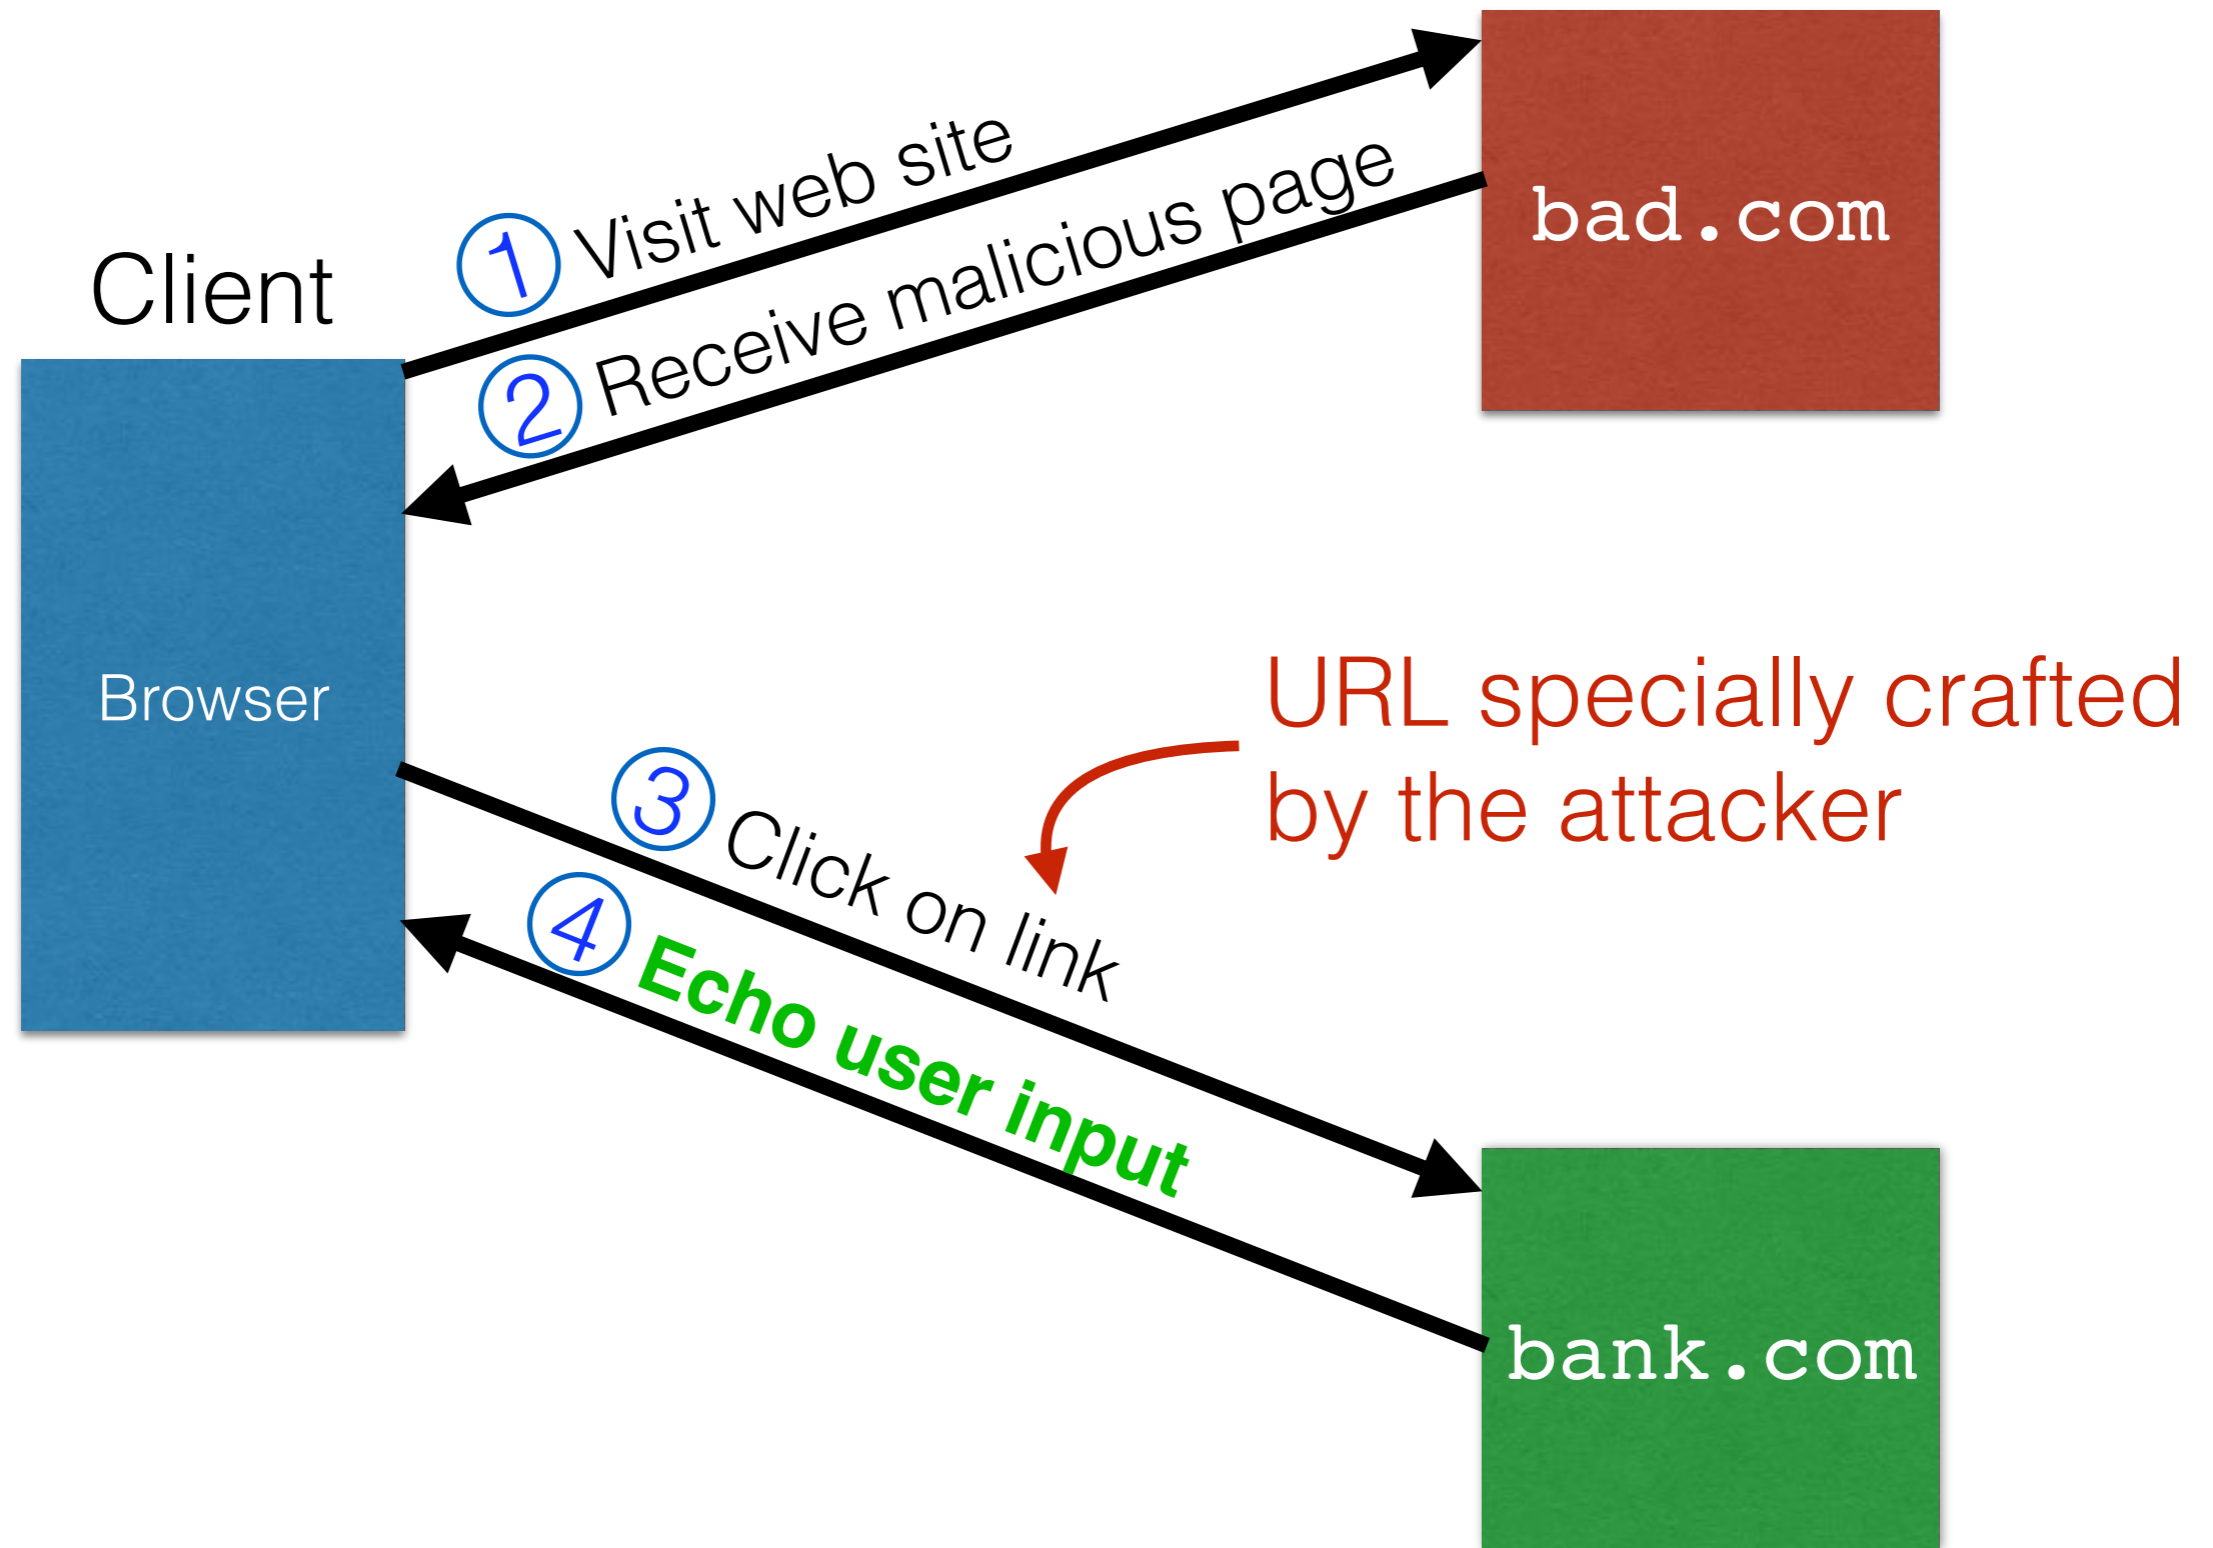 bad.com
① Visit web site
② Receive malicious page
Client
Browser
URL specially crafted
by the attacker
③ Click on link
④ Echo user input
bank.com